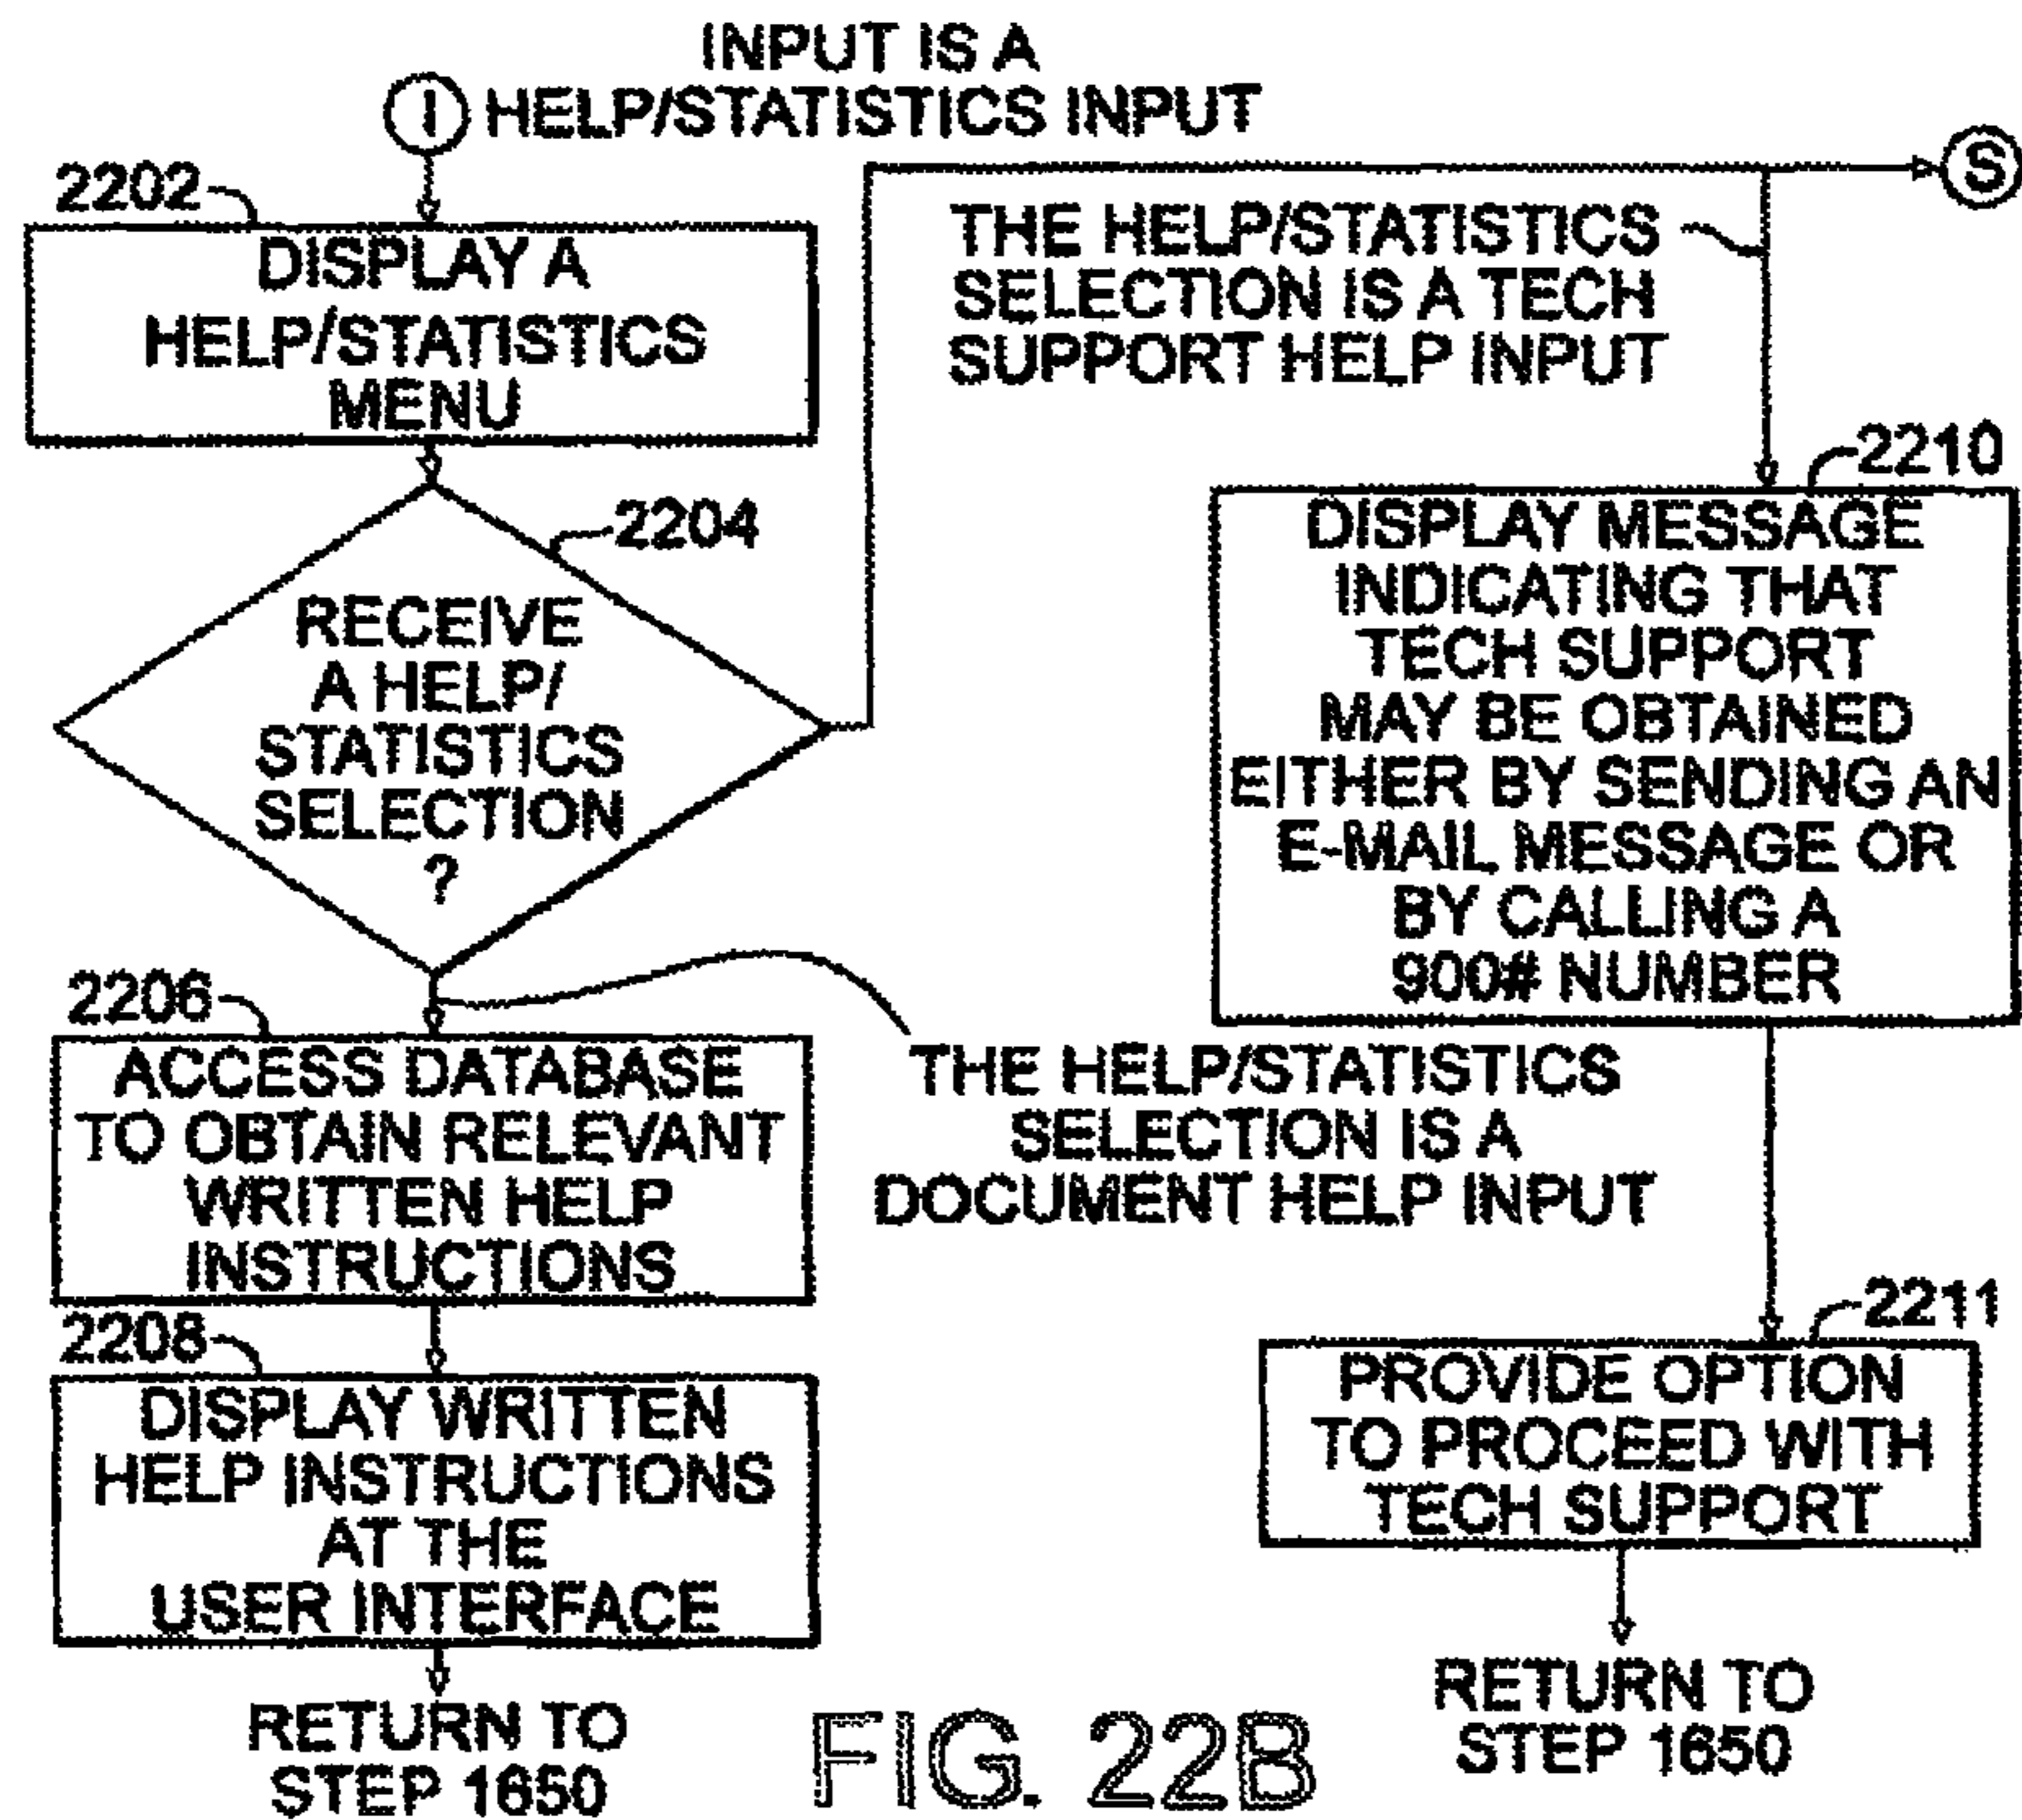 INPUT IS A
I HELP/STATISTICS INPUT
S
2202
DISPLAY A
HELP/STATISTICS
MENU
2204
RECEIVE
A HELP/
STATISTICS
SELECTION
?
THE HELP/STATISTICS
SELECTION IS A TECH
SUPPORT HELP INPUT
2210
DISPLAY MESSAGE
INDICATING THAT
TECH SUPPORT
MAY BE OBTAINED
EITHER BY SENDING AN
E-MAIL MESSAGE OR
BY CALLING A
900# NUMBER
2206
ACCESS DATABASE
TO OBTAIN RELEVANT
WRITTEN HELP
INSTRUCTIONS
THE HELP/STATISTICS
SELECTION IS A
DOCUMENT HELP INPUT
2208
DISPLAY WRITTEN
HELP INSTRUCTIONS
AT THE
USER INTERFACE
2211
PROVIDE OPTION
TO PROCEED WITH
TECH SUPPORT
RETURN TO
STEP 1650
FIG. 22B
RETURN TO
STEP 1650